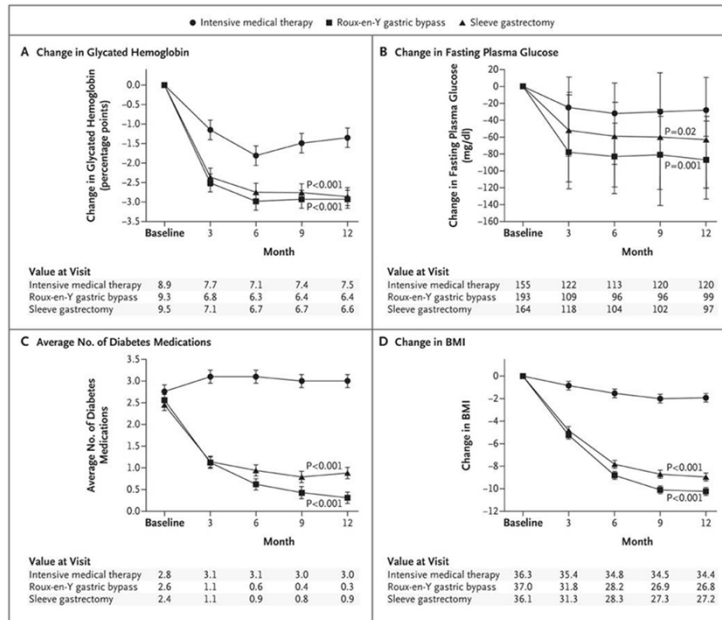 Intensive medical therapy Roux-en-Y gastric bypass Sleeve gastrectomy
A Change in Glycated Hemoglobin
Change in Glycated Hemoglobin
(percentage points)
0.0
−0.5
−1.0
−1.5
−2.0
−2.5
−3.0
−3.5
P<0.001
P<0.001
Baseline 3 6 9 12
Month
Value at Visit
Intensive medical therapy 8.9 7.7 7.1 7.4 7.5
Roux-en-Y gastric bypass 9.3 6.8 6.3 6.4 6.4
Sleeve gastrectomy 9.5 7.1 6.7 6.7 6.6
B Change in Fasting Plasma Glucose
Change in Fasting Plasma Glucose
(mg/dl)
20
0
−20
−40
−60
−80
−100
−120
−140
−160
P=0.02
P=0.001
Baseline 3 6 9 12
Month
Intensive medical therapy 155 122 113 120 120
Roux-en-Y gastric bypass 193 109 96 96 99
Sleeve gastrectomy 164 118 104 102 97
C Average No. of Diabetes Medications
Average No. of Diabetes
Medications
3.5
3.0
2.5
2.0
1.5
1.0
0.5
0.0
P<0.001
P<0.001
Baseline 3 6 9 12
Month
Value at Visit
Intensive medical therapy 2.8 3.1 3.1 3.0 3.0
Roux-en-Y gastric bypass 2.6 1.1 0.6 0.4 0.3
Sleeve gastrectomy 2.4 1.1 0.9 0.8 0.9
D Change in BMI
Change in BMI
0
−2
−4
−6
−8
−10
−12
P<0.001
P<0.001
Baseline 3 6 9 12
Month
Value at Visit
Intensive medical therapy 36.3 35.4 34.8 34.5 34.4
Roux-en-Y gastric bypass 37.0 31.8 28.2 26.9 26.8
Sleeve gastrectomy 36.1 31.3 28.3 27.3 27.2